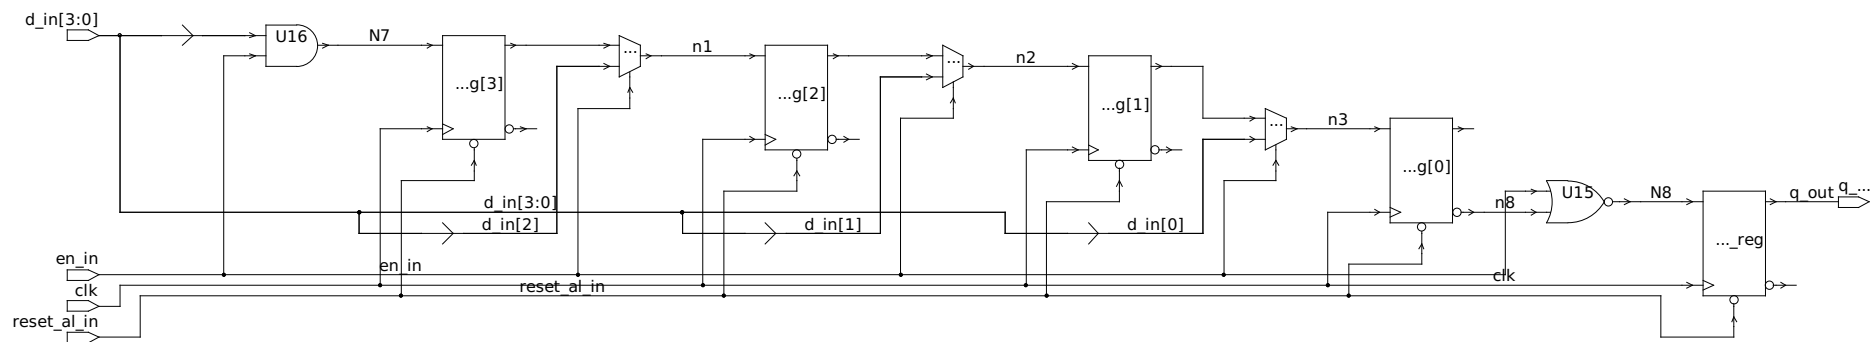 d_in[3:0]
U16
N7
...g[3]
...
n1
...g[2]
...
n2
...g[1]
...
n3
...g[0]
d_in[3:0]
d_in[2]
d_in[1]
d_in[0]
n8
U15
N8
..._reg
q_out
q_...
en_in
en_in
clk
clk
reset_al_in
reset_al_in